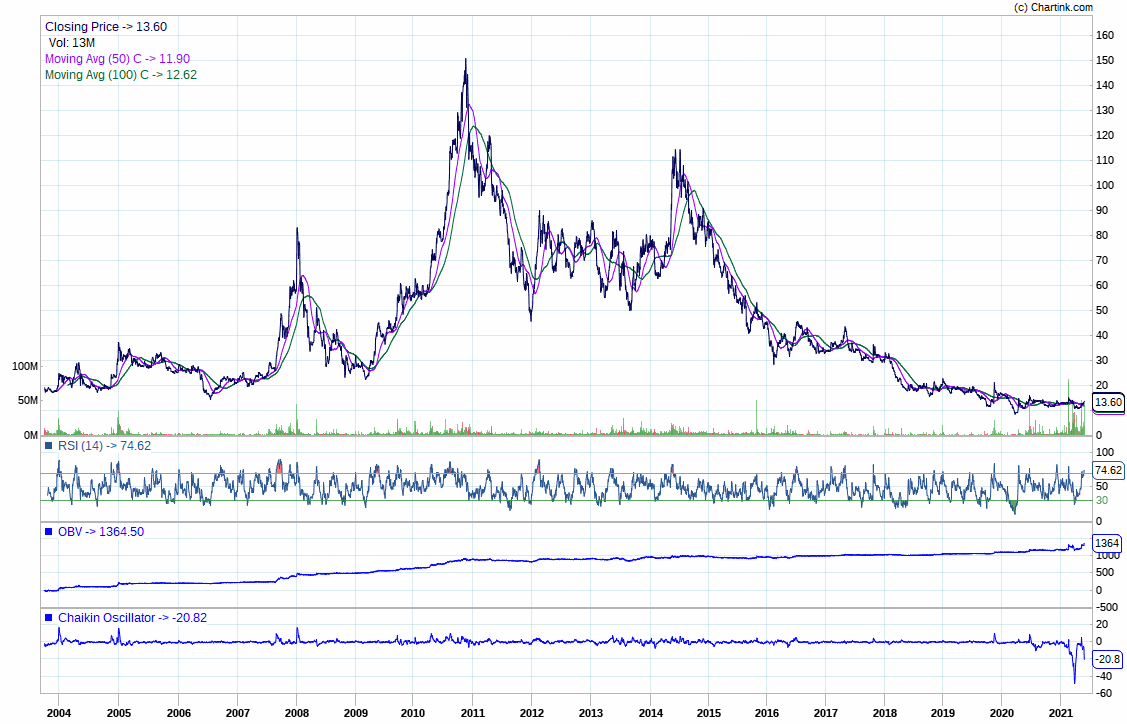 (c) Chartink.com
Closing Price -> 13.60
Vol: 13M
Moving Avg (50) C -> 11.90
Moving Avg (100) C -> 12.62
160
150
140
130
120
110
100
90
80
70
60
50
40
30
20
13.60
0
100M
50M
0M
RSI (14) -> 74.62
100
74.62
50
30
0
OBV -> 1364.50
1364
1000
500
0
-500
Chaikin Oscillator -> -20.82
20
0
-20.8
-40
-60
2004 2005 2006 2007 2008 2009 2010 2011 2012 2013 2014 2015 2016 2017 2018 2019 2020 2021